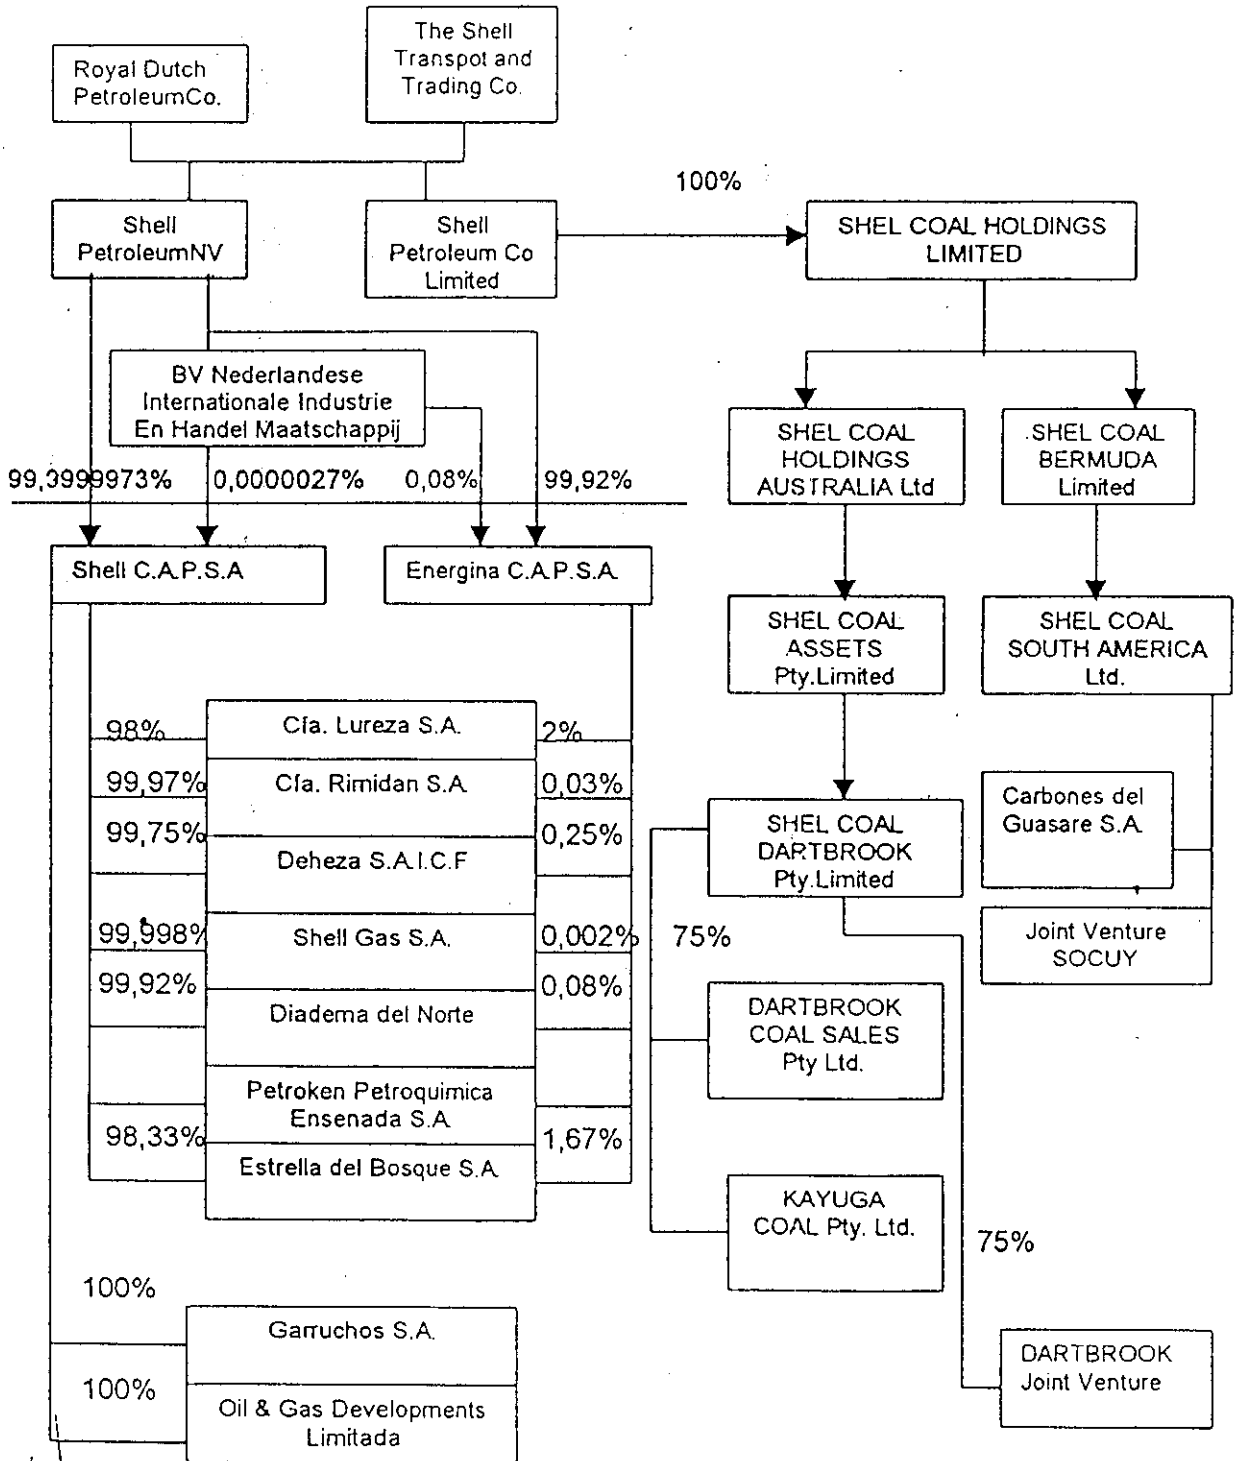 The Shell
Transpot and
Trading Co.
Royal Dutch
PetroleumCo.
100%
Shell
PetroleumNV
Shell
Petroleum Co
Limited
SHEL COAL HOLDINGS
LIMITED
BV Nederlandese
Internationale Industrie
En Handel Maatschappij
SHEL COAL
HOLDINGS
AUSTRALIA Ltd
SHEL COAL
BERMUDA
Limited
99,3999973%
0,0000027%
0,08%
99,92%
Shell C.A.P.S.A
Energina C.A.P.S.A.
SHEL COAL
ASSETS
Pty.Limited
SHEL COAL
SOUTH AMERICA
Ltd.
98%
Cía. Lureza S.A.
2%
99,97%
Cía. Rimidan S.A
0,03%
99,75%
Deheza S.A.I.C.F
0,25%
99,998%
Shell Gas S.A.
0,002%
99,92%
Diadema del Norte
0,08%
Petroken Petroquimica
Ensenada S.A
98,33%
Estrella del Bosque S.A
1,67%
SHEL COAL
DARTBROOK
Pty.Limited
Carbones del
Guasare S.A.
75%
Joint Venture
SOCUY
DARTBROOK
COAL SALES
Pty Ltd.
KAYUGA
COAL Pty. Ltd.
75%
100%
Garruchos S.A.
100%
Oil & Gas Developments
Limitada
DARTBROOK
Joint Venture